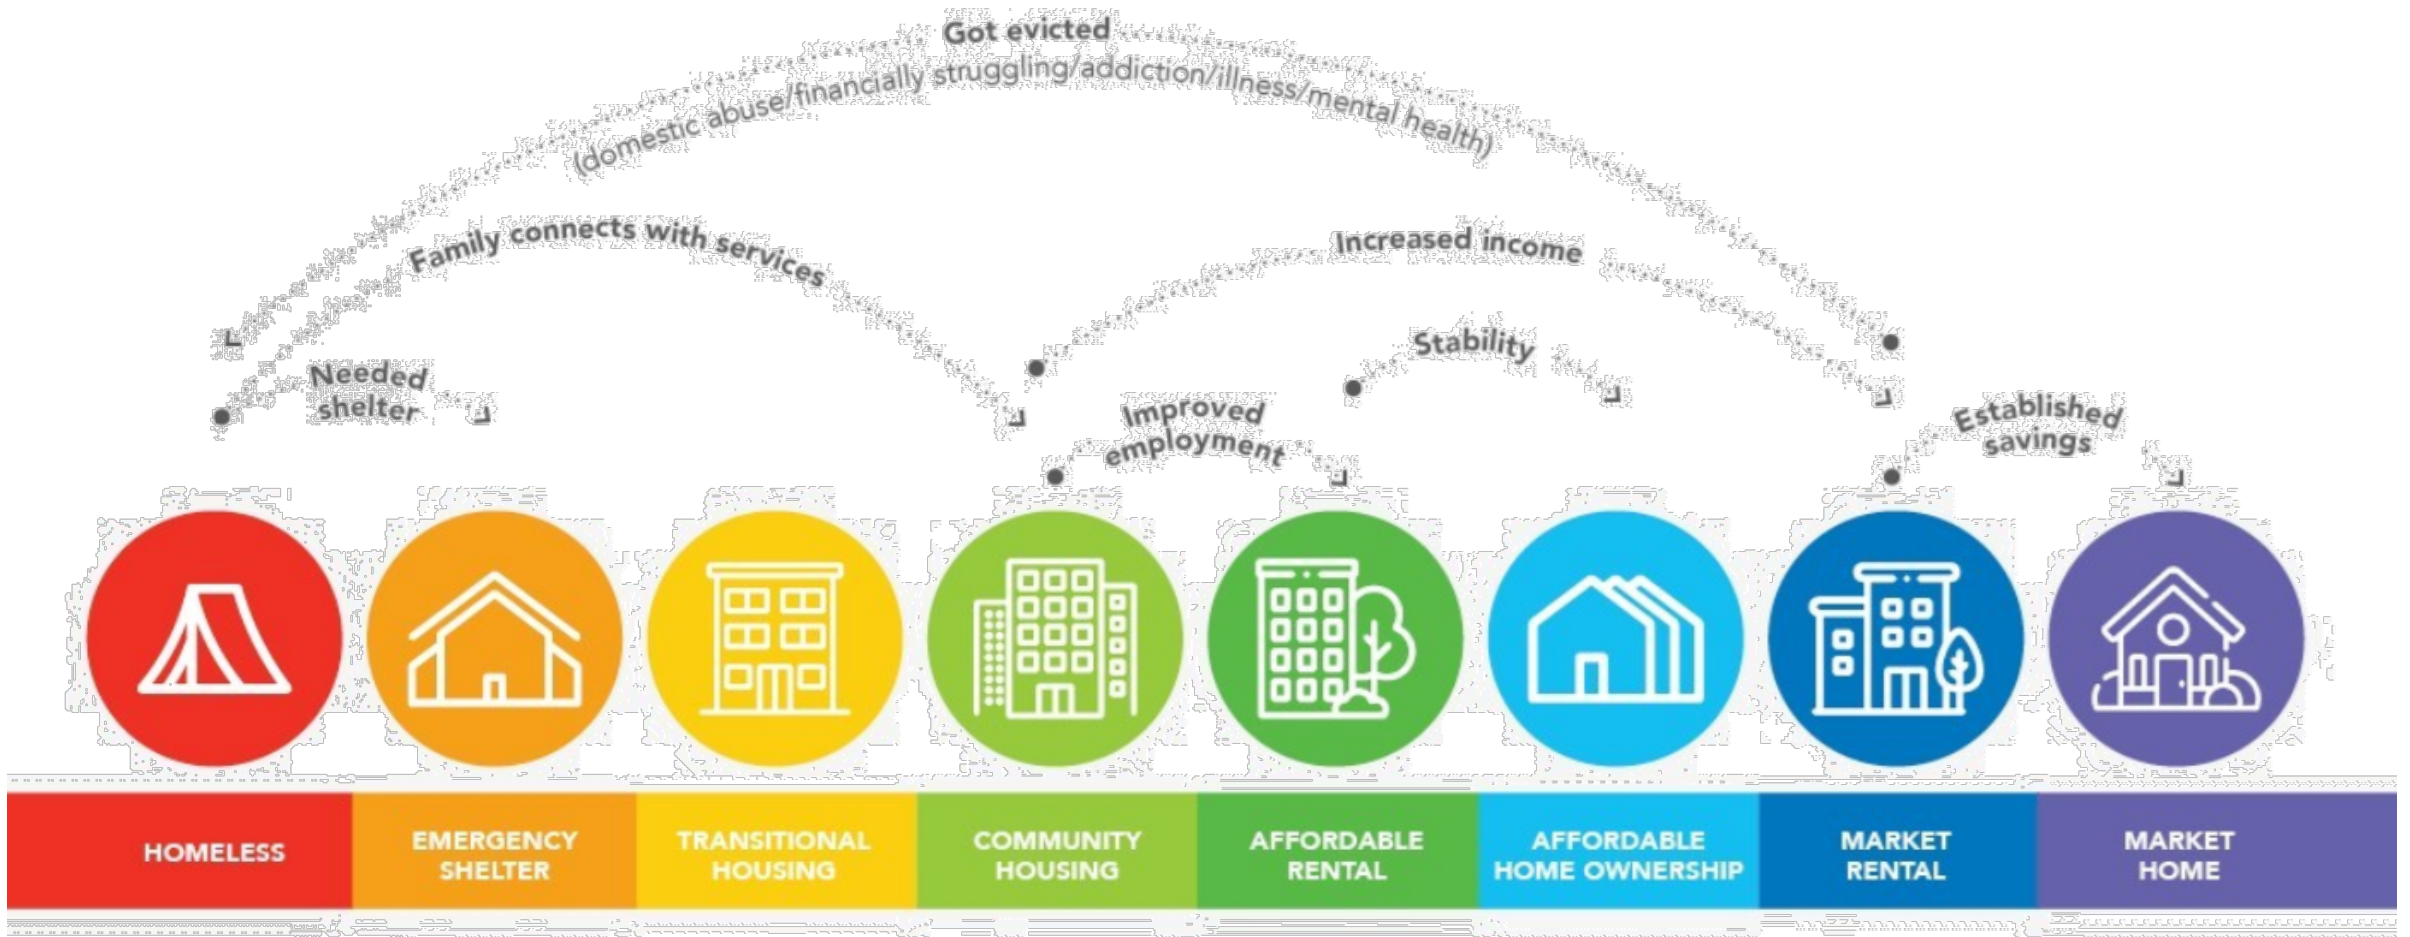 Got evicted
(domestic abuse/financially struggling/addiction/illness/mental health)
Family connects with services
Increased income
Needed
shelter
Stability
Improved
employment
Established
savings
HOMELESS
EMERGENCY
SHELTER
TRANSITIONAL
HOUSING
COMMUNITY
HOUSING
AFFORDABLE
RENTAL
AFFORDABLE
HOME OWNERSHIP
MARKET
RENTAL
MARKET
HOME